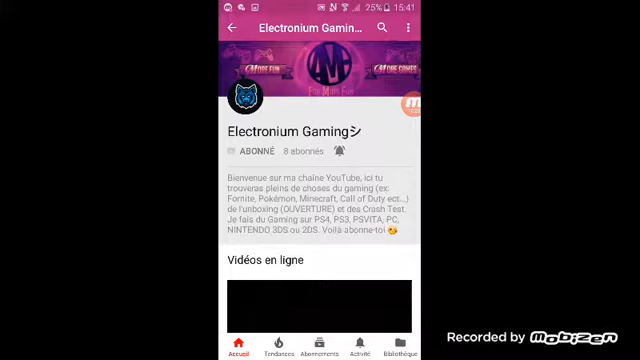 25% 15:41
Electronium Gamin...
MORE FUN
MORE GAMES
FOR MORE FUN
Electronium Gamingシ
ABONNÉ 8 abonnés
Bienvenue sur ma chaîne YouTube, ici tu
trouveras pleins de choses du gaming (ex:
Fornite, Pokémon, Minecraft, Call of Duty ect...)
de l'unboxing (OUVERTURE) et des Crash Test.
Je fais du Gaming sur PS4, PS3, PSVITA, PC,
NINTENDO 3DS ou 2DS. Voilà abonne-toi
Vidéos en ligne
Accueil Tendances Abonnements Activité Bibliothèque
Recorded by Mobizen